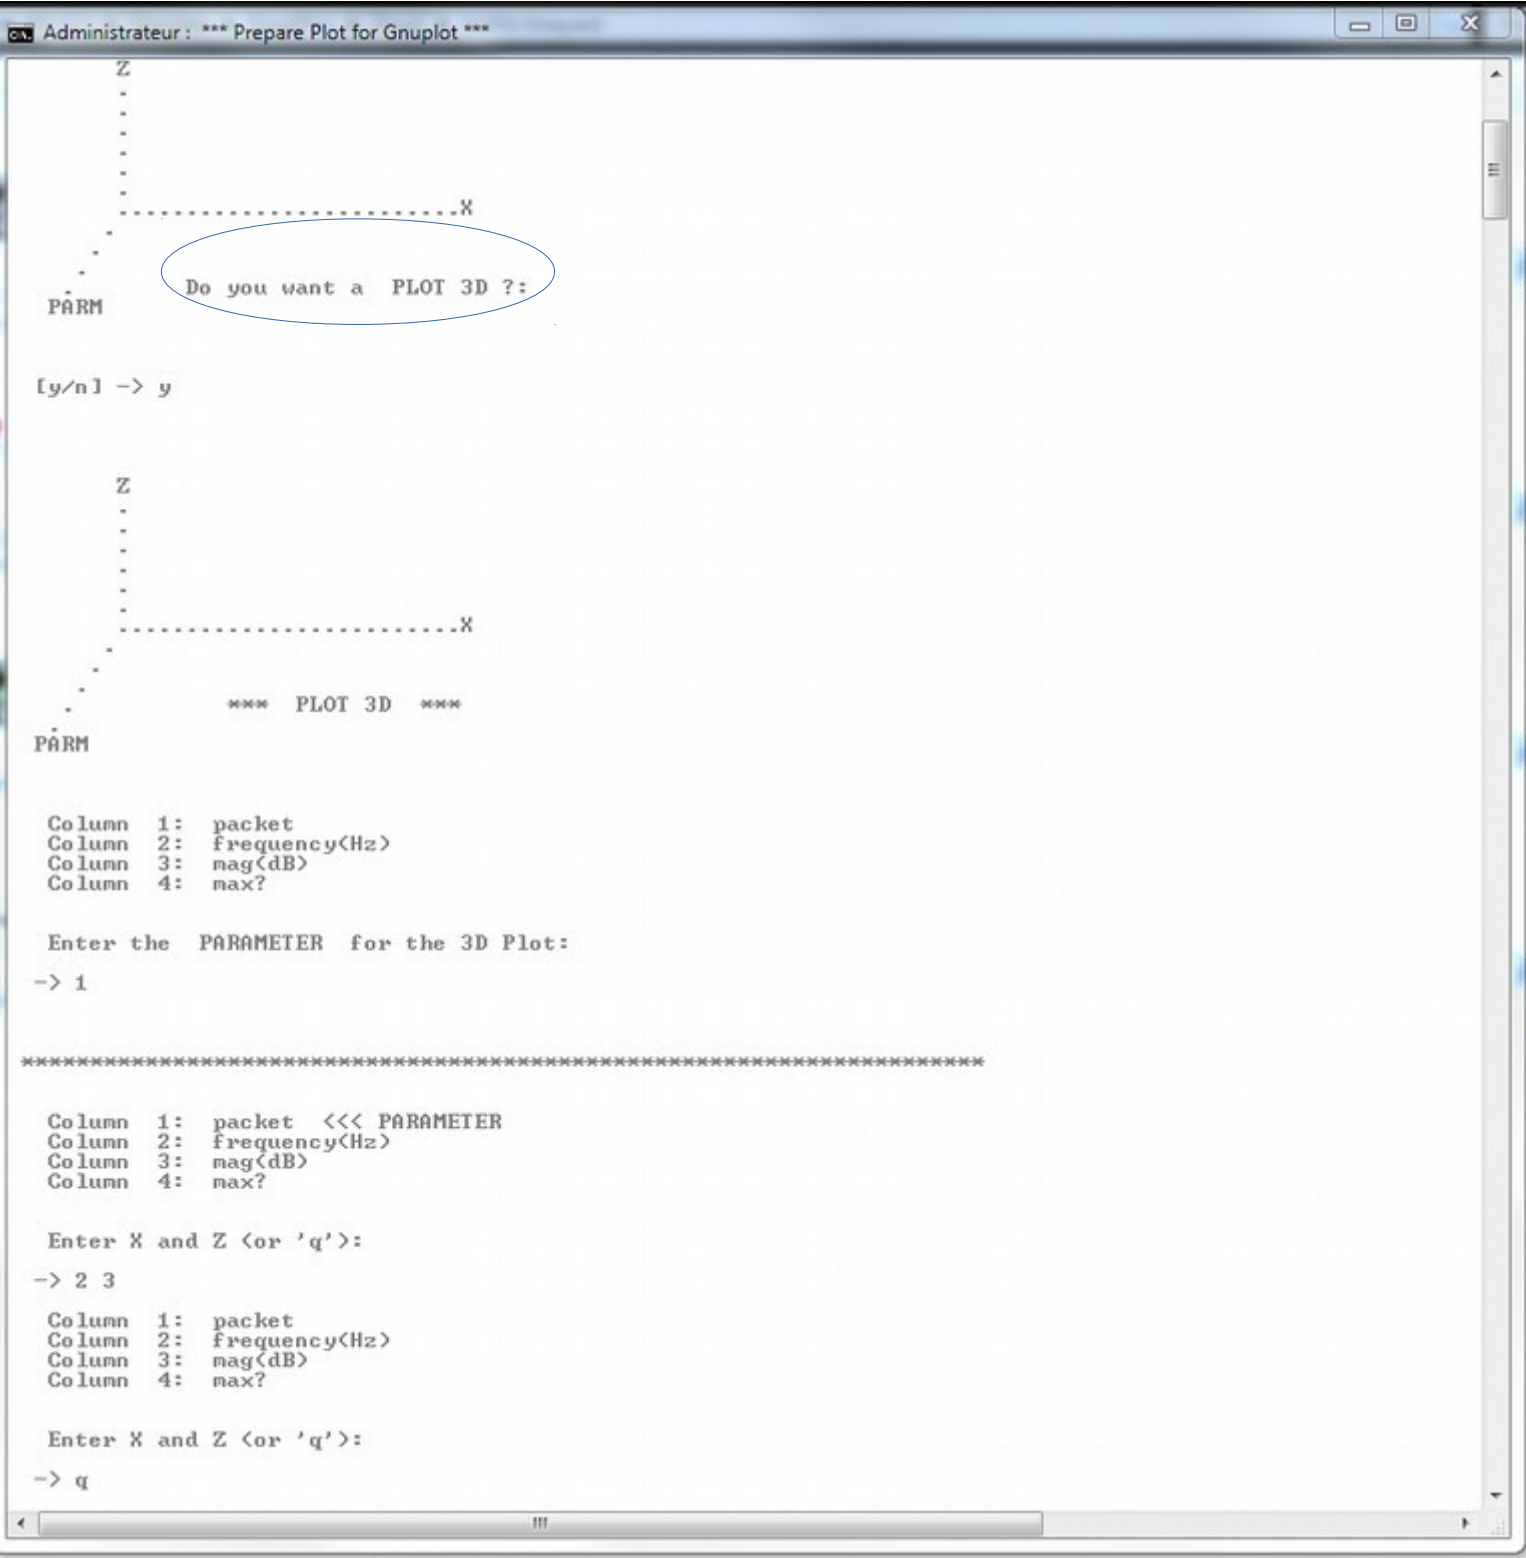 Administrateur : *** Prepare Plot for Gnuplot ***
Z
.........................X
Do you want a  PLOT 3D ?:
PARM
[y/n] -> y
Z
.........................X
***  PLOT 3D  ***
PARM
Column  1:  packet
Column  2:  frequency(Hz)
Column  3:  mag(dB)
Column  4:  max?
Enter the  PARAMETER  for the 3D Plot:
-> 1
**********************************************************************
Column  1:  packet  <<< PARAMETER
Column  2:  frequency(Hz)
Column  3:  mag(dB)
Column  4:  max?
Enter X and Z (or 'q'):
-> 2 3
Column  1:  packet
Column  2:  frequency(Hz)
Column  3:  mag(dB)
Column  4:  max?
Enter X and Z (or 'q'):
-> q